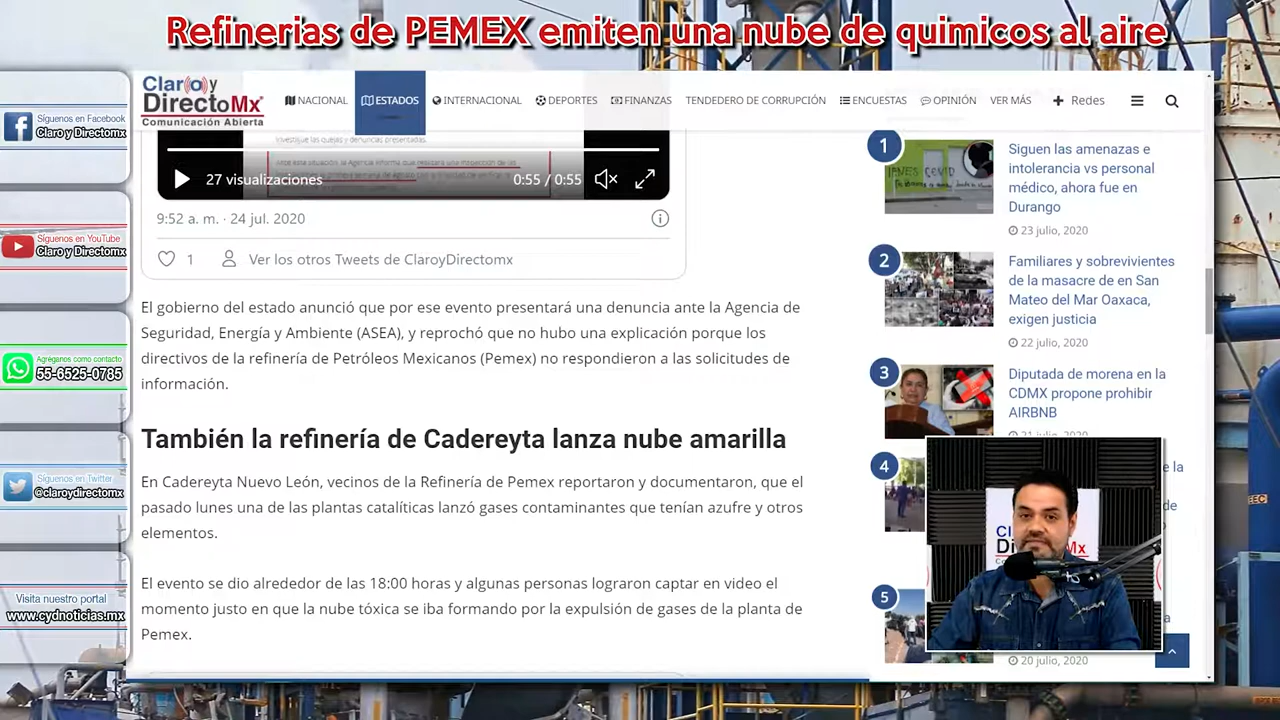 Refinerias de PEMEX emiten una nube de quimicos al aire
Síguenos en Facebook
Claro y Directomx
Síguenos en YouTube
Claro y Directomx
Agréganos como contacto
55-6525-0785
Síguenos en Twitter
@claroydirectomx
Visita nuestro portal
www.cydnoticias.mx
Claroy
DirectoMx
Comunicación Abierta
NACIONAL
ESTADOS
INTERNACIONAL
DEPORTES
FINANZAS
TENDEDERO DE CORRUPCIÓN
ENCUESTAS
OPINIÓN
VER MÁS
Redes
investigue las quejas y denuncias presentadas.
27 visualizaciones
0:55 / 0:55
9:52 a. m. · 24 jul. 2020
1
Ver los otros Tweets de ClaroyDirectomx
El gobierno del estado anunció que por ese evento presentará una denuncia ante la Agencia de
Seguridad, Energía y Ambiente (ASEA), y reprochó que no hubo una explicación porque los
directivos de la refinería de Petróleos Mexicanos (Pemex) no respondieron a las solicitudes de
información.
También la refinería de Cadereyta lanza nube amarilla
En Cadereyta Nuevo León, vecinos de la Refinería de Pemex reportaron y documentaron, que el
pasado lunes una de las plantas catalíticas lanzó gases contaminantes que tenían azufre y otros
elementos.
El evento se dio alrededor de las 18:00 horas y algunas personas lograron captar en video el
momento justo en que la nube tóxica se iba formando por la expulsión de gases de la planta de
Pemex.
1
Siguen las amenazas e
intolerancia vs personal
médico, ahora fue en
Durango
23 julio, 2020
2
Familiares y sobrevivientes
de la masacre de en San
Mateo del Mar Oaxaca,
exigen justicia
22 julio, 2020
3
Diputada de morena en la
CDMX propone prohibir
AIRBNB
21 julio, 2020
4
e la
de
o
5
a
20 julio, 2020